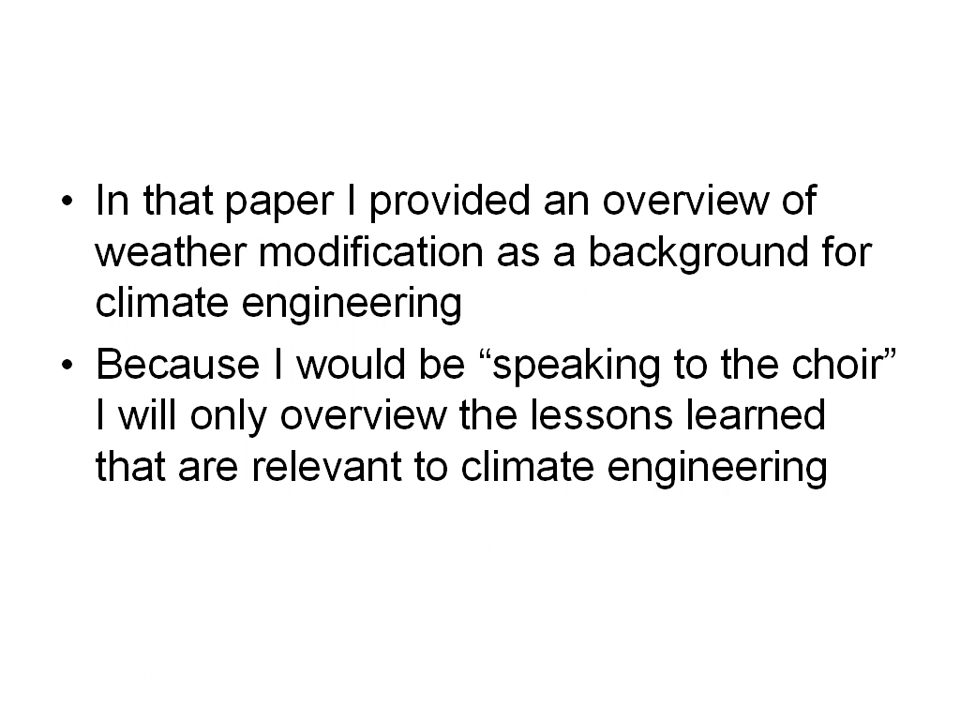 • In that paper I provided an overview of
weather modification as a background for
climate engineering
• Because I would be “speaking to the choir”
I will only overview the lessons learned
that are relevant to climate engineering